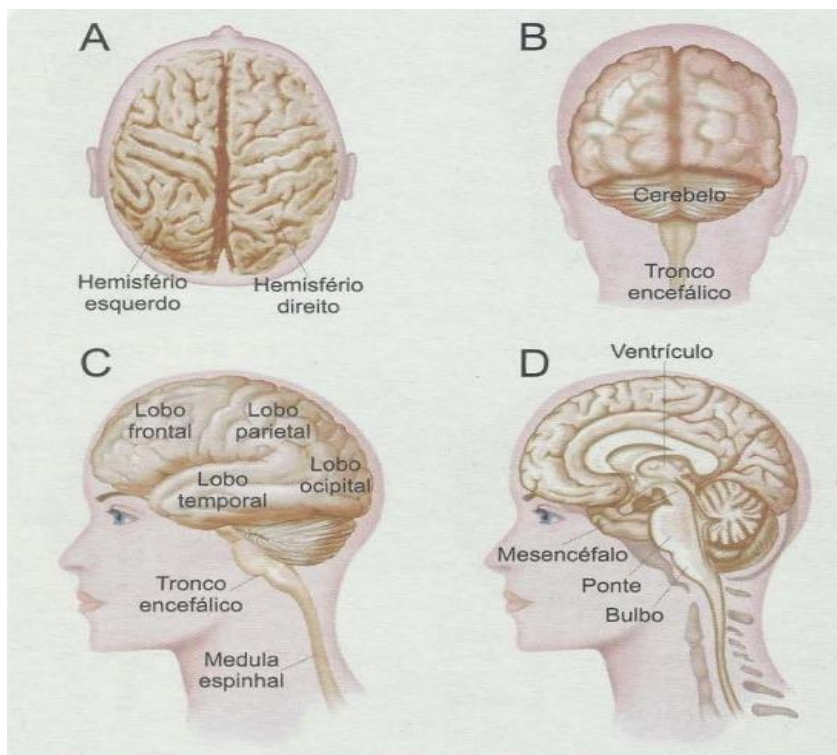 A
B
Cerebelo
Hemisfério
esquerdo
Hemisfério
direito
Tronco
encefálico
C
Lobo
frontal
Lobo
parietal
Lobo
temporal
Lobo
ocipital
Tronco
encefálico
Medula
espinhal
D
Ventrículo
Mesencéfalo
Ponte
Bulbo